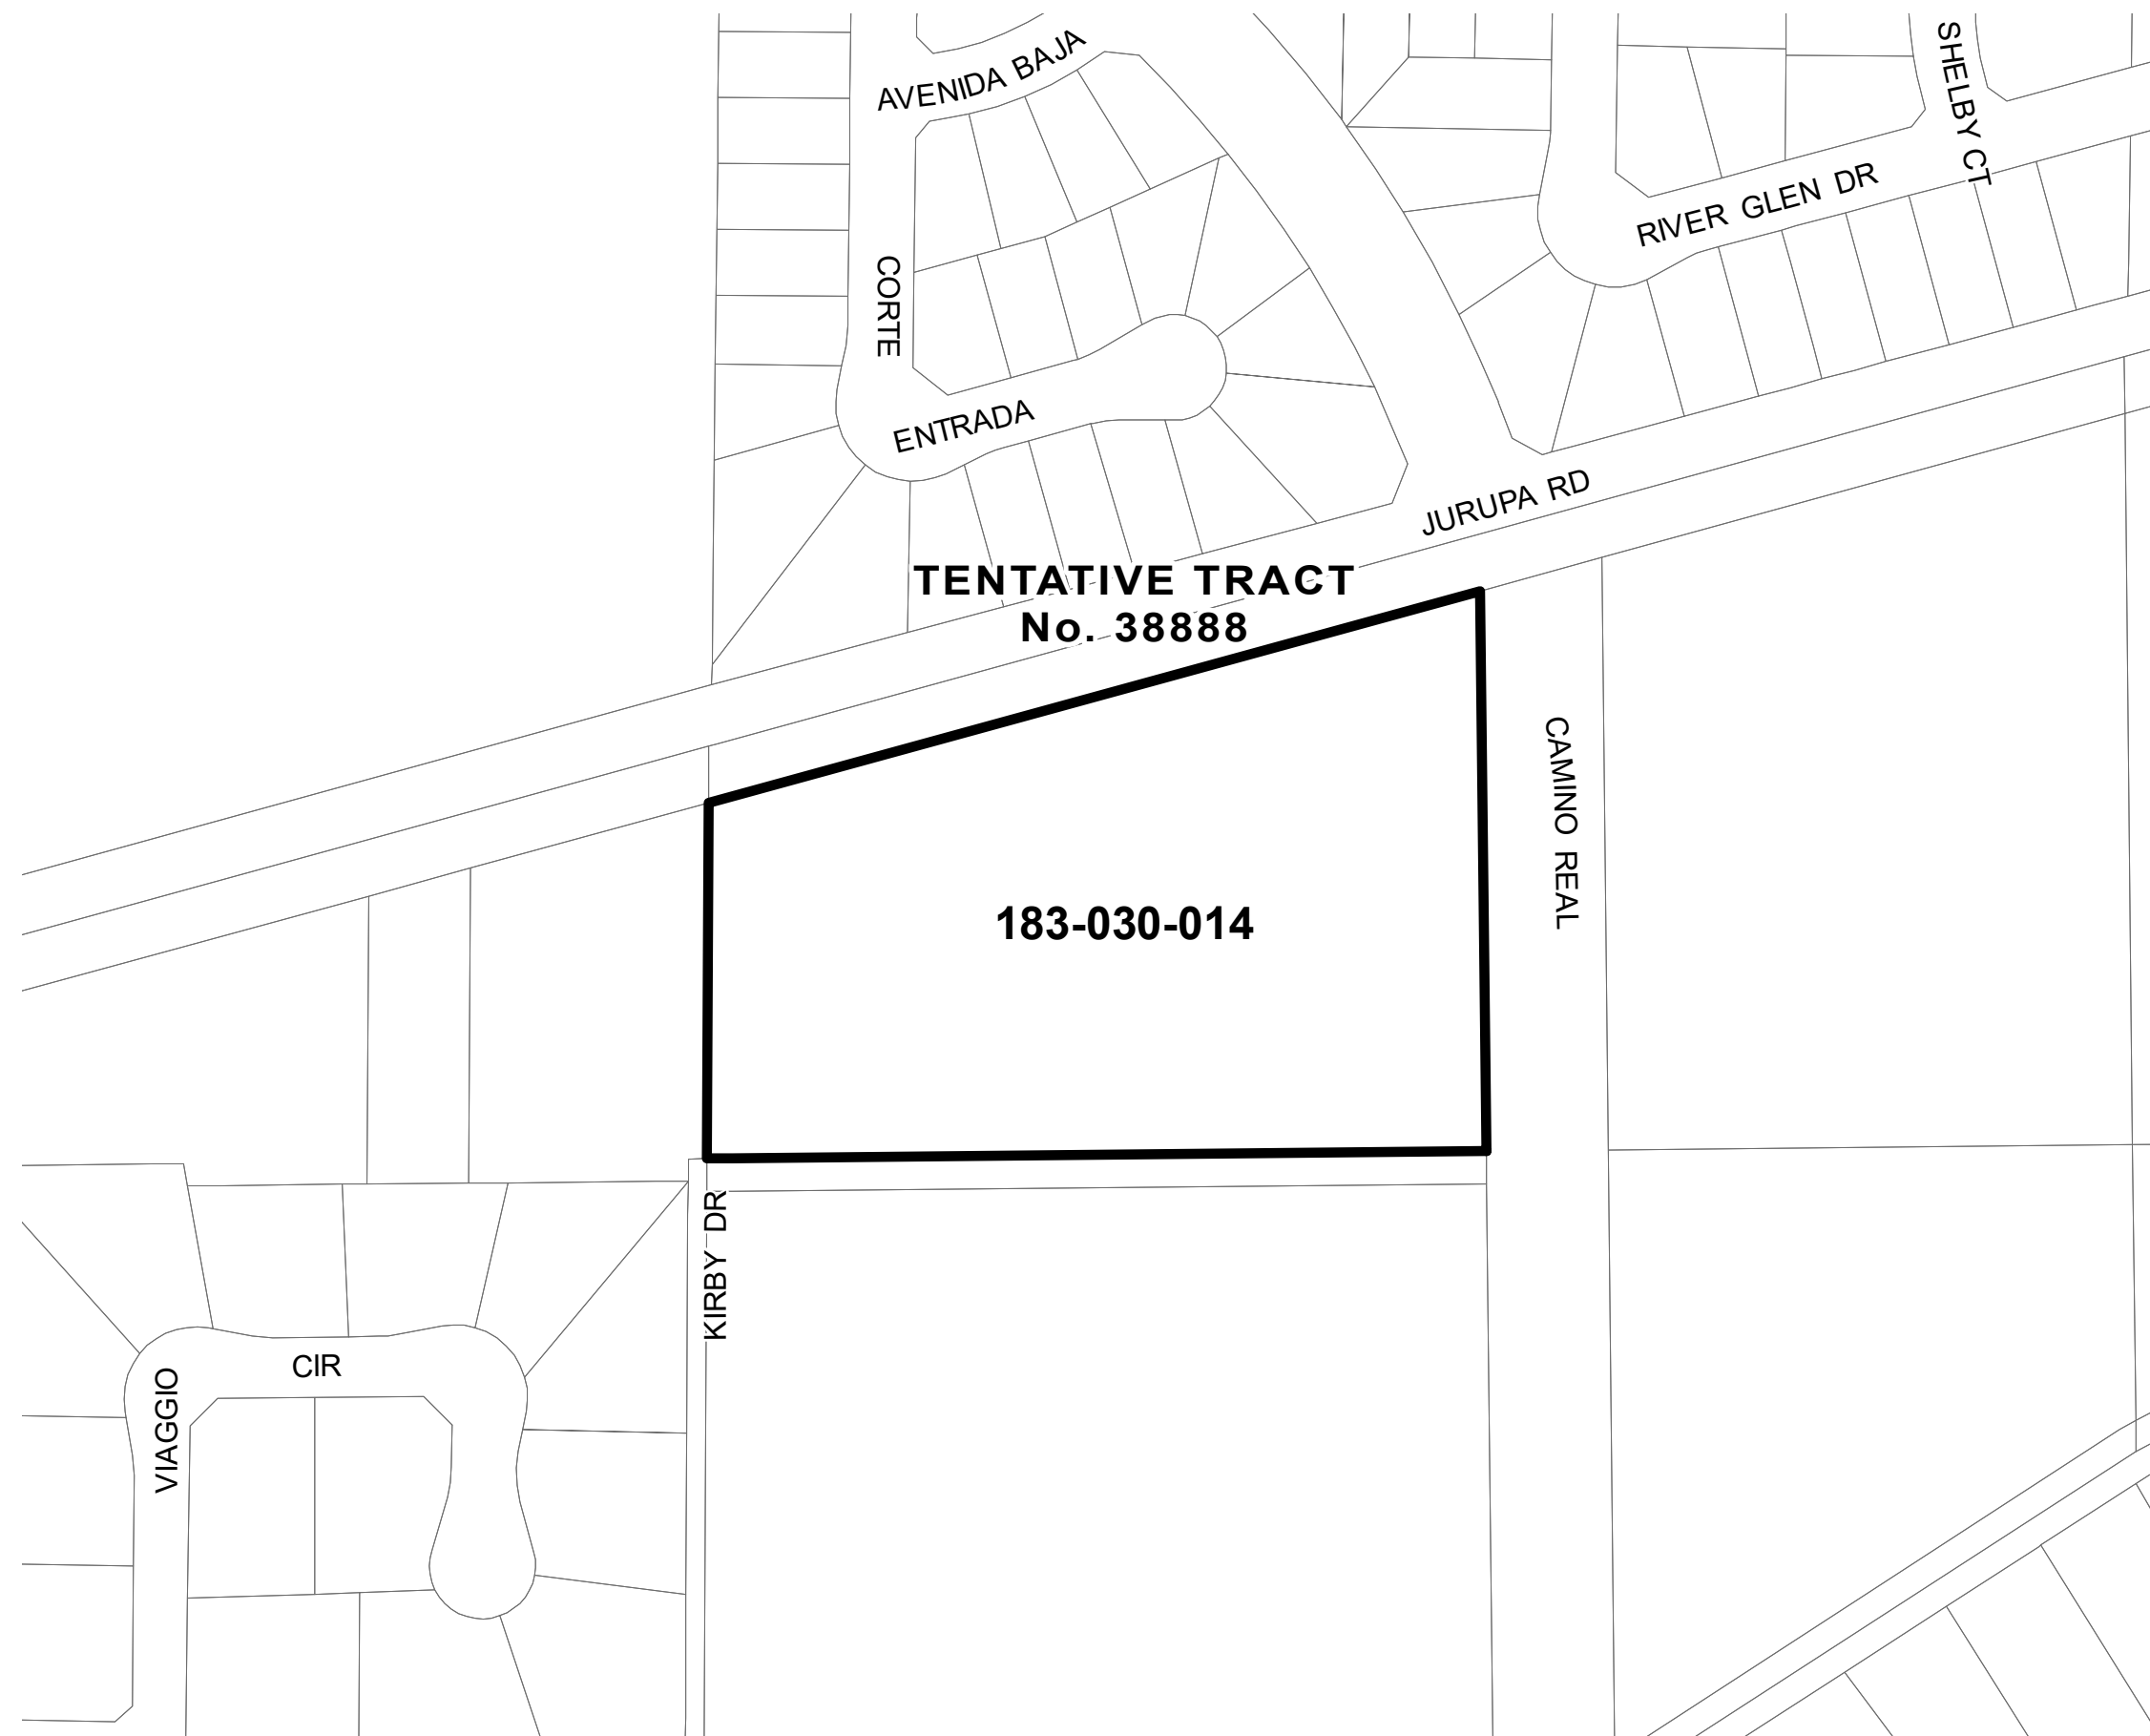 AVENIDA BAJA
SHELBY CT
RIVER GLEN DR
CORTE
ENTRADA
JURUPA RD
TENTATIVE TRACT
No. 38888
CAMINO REAL
183-030-014
KIRBY DR
CIR
VIAGGIO